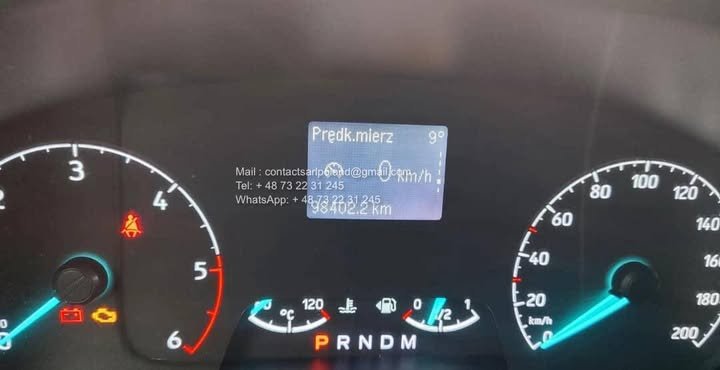 Prędk.mierz 9°
0 km/h
98402.2 km
Mail : contactsarlpoland@gmail.com
Tel: + 48 73 22 31 245
WhatsApp: + 48 73 22 31 245
2 3 5 6
20 40 60 80 100 120 140 160 180 200
km/h 0
°C 120
0 1/2 1
P R N D M